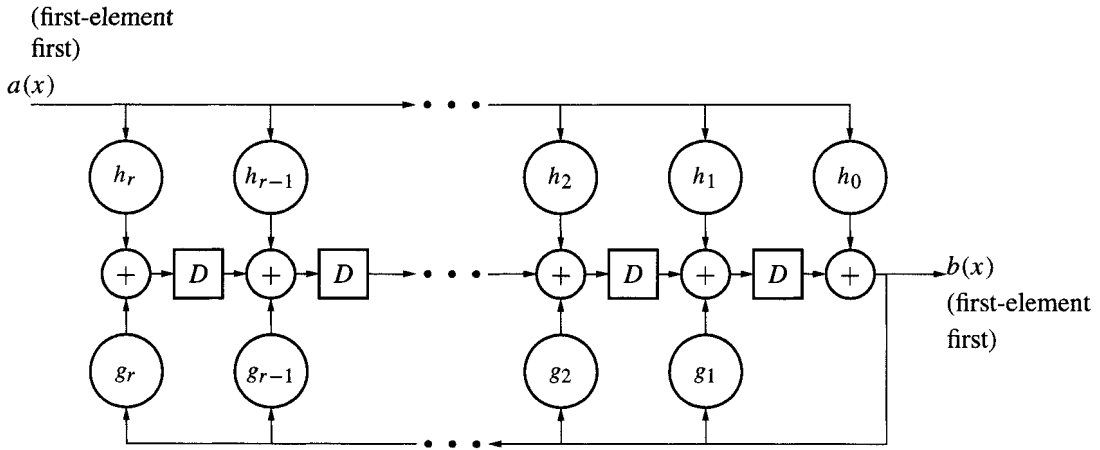 (first-element
first)
a(x)
h_r h_{r−1} h_2 h_1 h_0
+ D + D + D + D +
b(x)
(first-element
first)
g_r g_{r−1} g_2 g_1